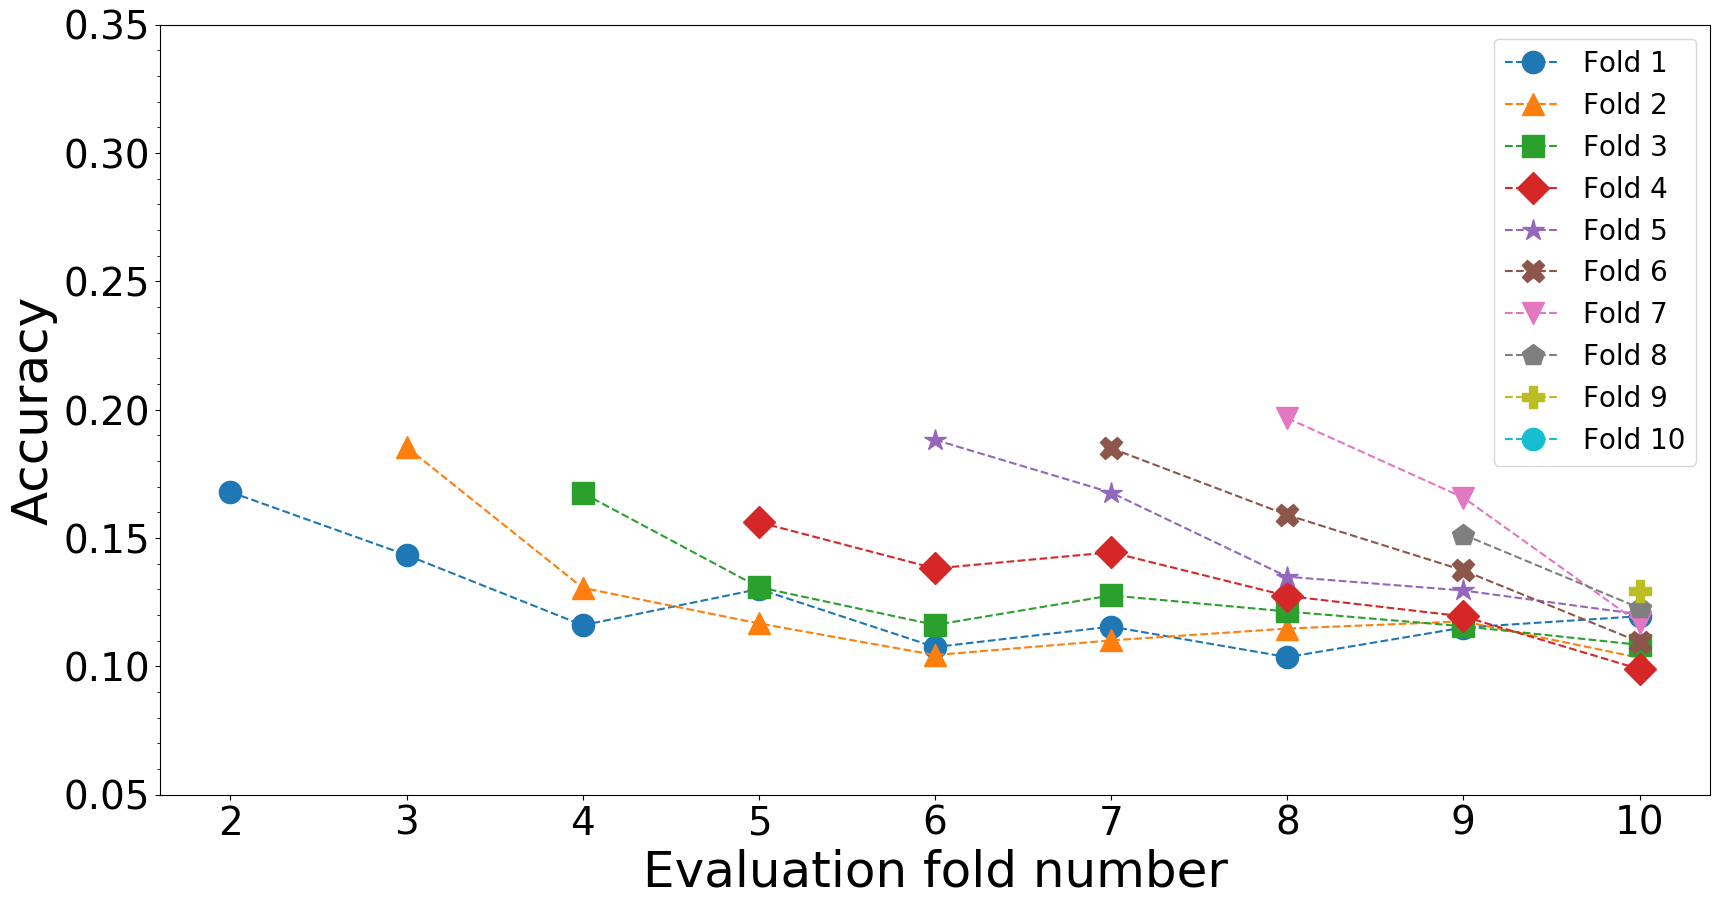 0.35
0.30
0.25
0.20
0.15
0.10
0.05
Accuracy
2 3 4 5 6 7 8 9 10
Evaluation fold number
Fold 1
Fold 2
Fold 3
Fold 4
Fold 5
Fold 6
Fold 7
Fold 8
Fold 9
Fold 10